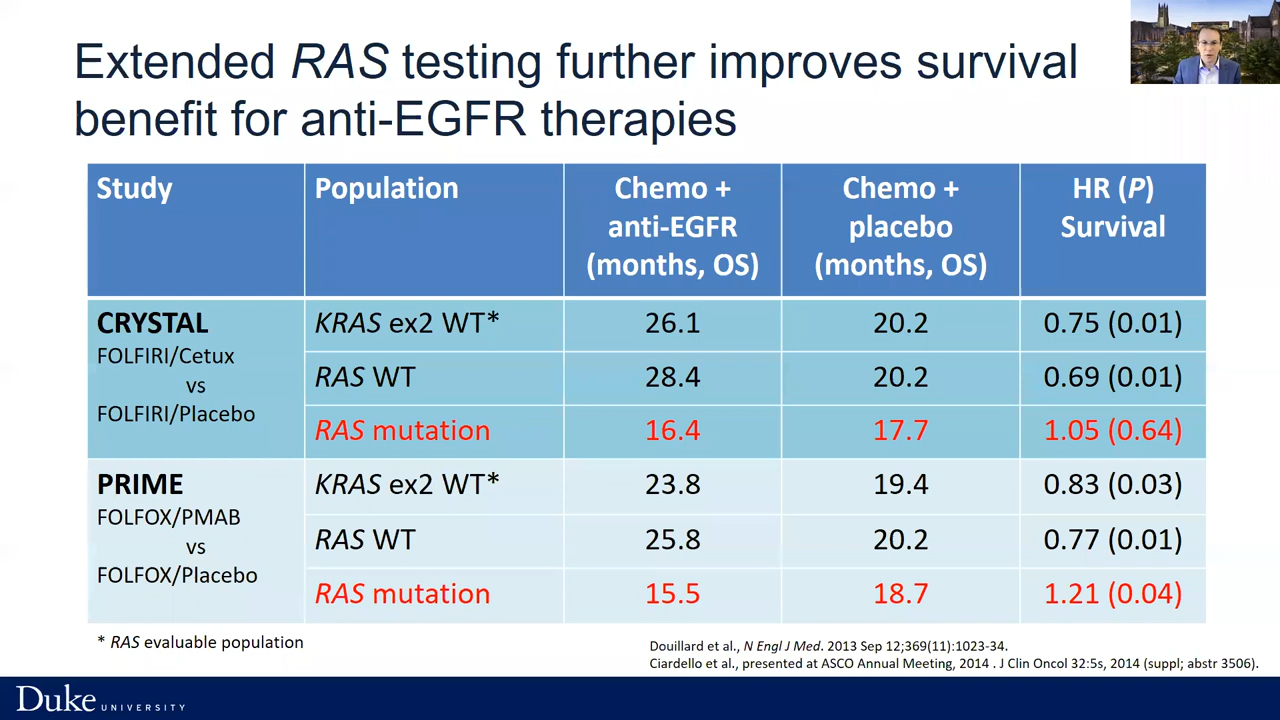 Extended RAS testing further improves survival
benefit for anti-EGFR therapies
Study
Population
Chemo +
anti-EGFR
(months, OS)
Chemo +
placebo
(months, OS)
HR (P)
Survival
CRYSTAL
FOLFIRI/Cetux
vs
FOLFIRI/Placebo
KRAS ex2 WT* 26.1 20.2 0.75 (0.01)
RAS WT 28.4 20.2 0.69 (0.01)
RAS mutation 16.4 17.7 1.05 (0.64)
PRIME
FOLFOX/PMAB
vs
FOLFOX/Placebo
KRAS ex2 WT* 23.8 19.4 0.83 (0.03)
RAS WT 25.8 20.2 0.77 (0.01)
RAS mutation 15.5 18.7 1.21 (0.04)
* RAS evaluable population
Douillard et al., N Engl J Med. 2013 Sep 12;369(11):1023-34.
Ciardello et al., presented at ASCO Annual Meeting, 2014 . J Clin Oncol 32:5s, 2014 (suppl; abstr 3506).
Duke UNIVERSITY